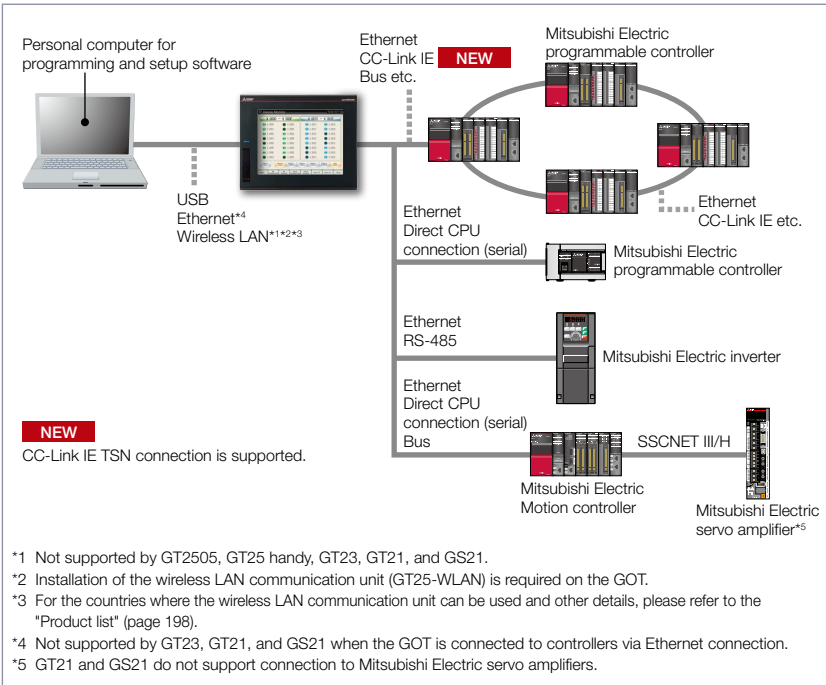 Personal computer for
programming and setup software
Ethernet
CC-Link IE
Bus etc.
NEW
Mitsubishi Electric
programmable controller
USB
Ethernet*4
Wireless LAN*1*2*3
Ethernet
CC-Link IE etc.
Ethernet
Direct CPU
connection (serial)
Mitsubishi Electric
programmable controller
Ethernet
RS-485
Mitsubishi Electric inverter
Ethernet
Direct CPU
connection (serial)
Bus
NEW
CC-Link IE TSN connection is supported.
SSCNET III/H
Mitsubishi Electric
Motion controller
Mitsubishi Electric
servo amplifier*5
*1 Not supported by GT2505, GT25 handy, GT23, GT21, and GS21.
*2 Installation of the wireless LAN communication unit (GT25-WLAN) is required on the GOT.
*3 For the countries where the wireless LAN communication unit can be used and other details, please refer to the
"Product list" (page 198).
*4 Not supported by GT23, GT21, and GS21 when the GOT is connected to controllers via Ethernet connection.
*5 GT21 and GS21 do not support connection to Mitsubishi Electric servo amplifiers.